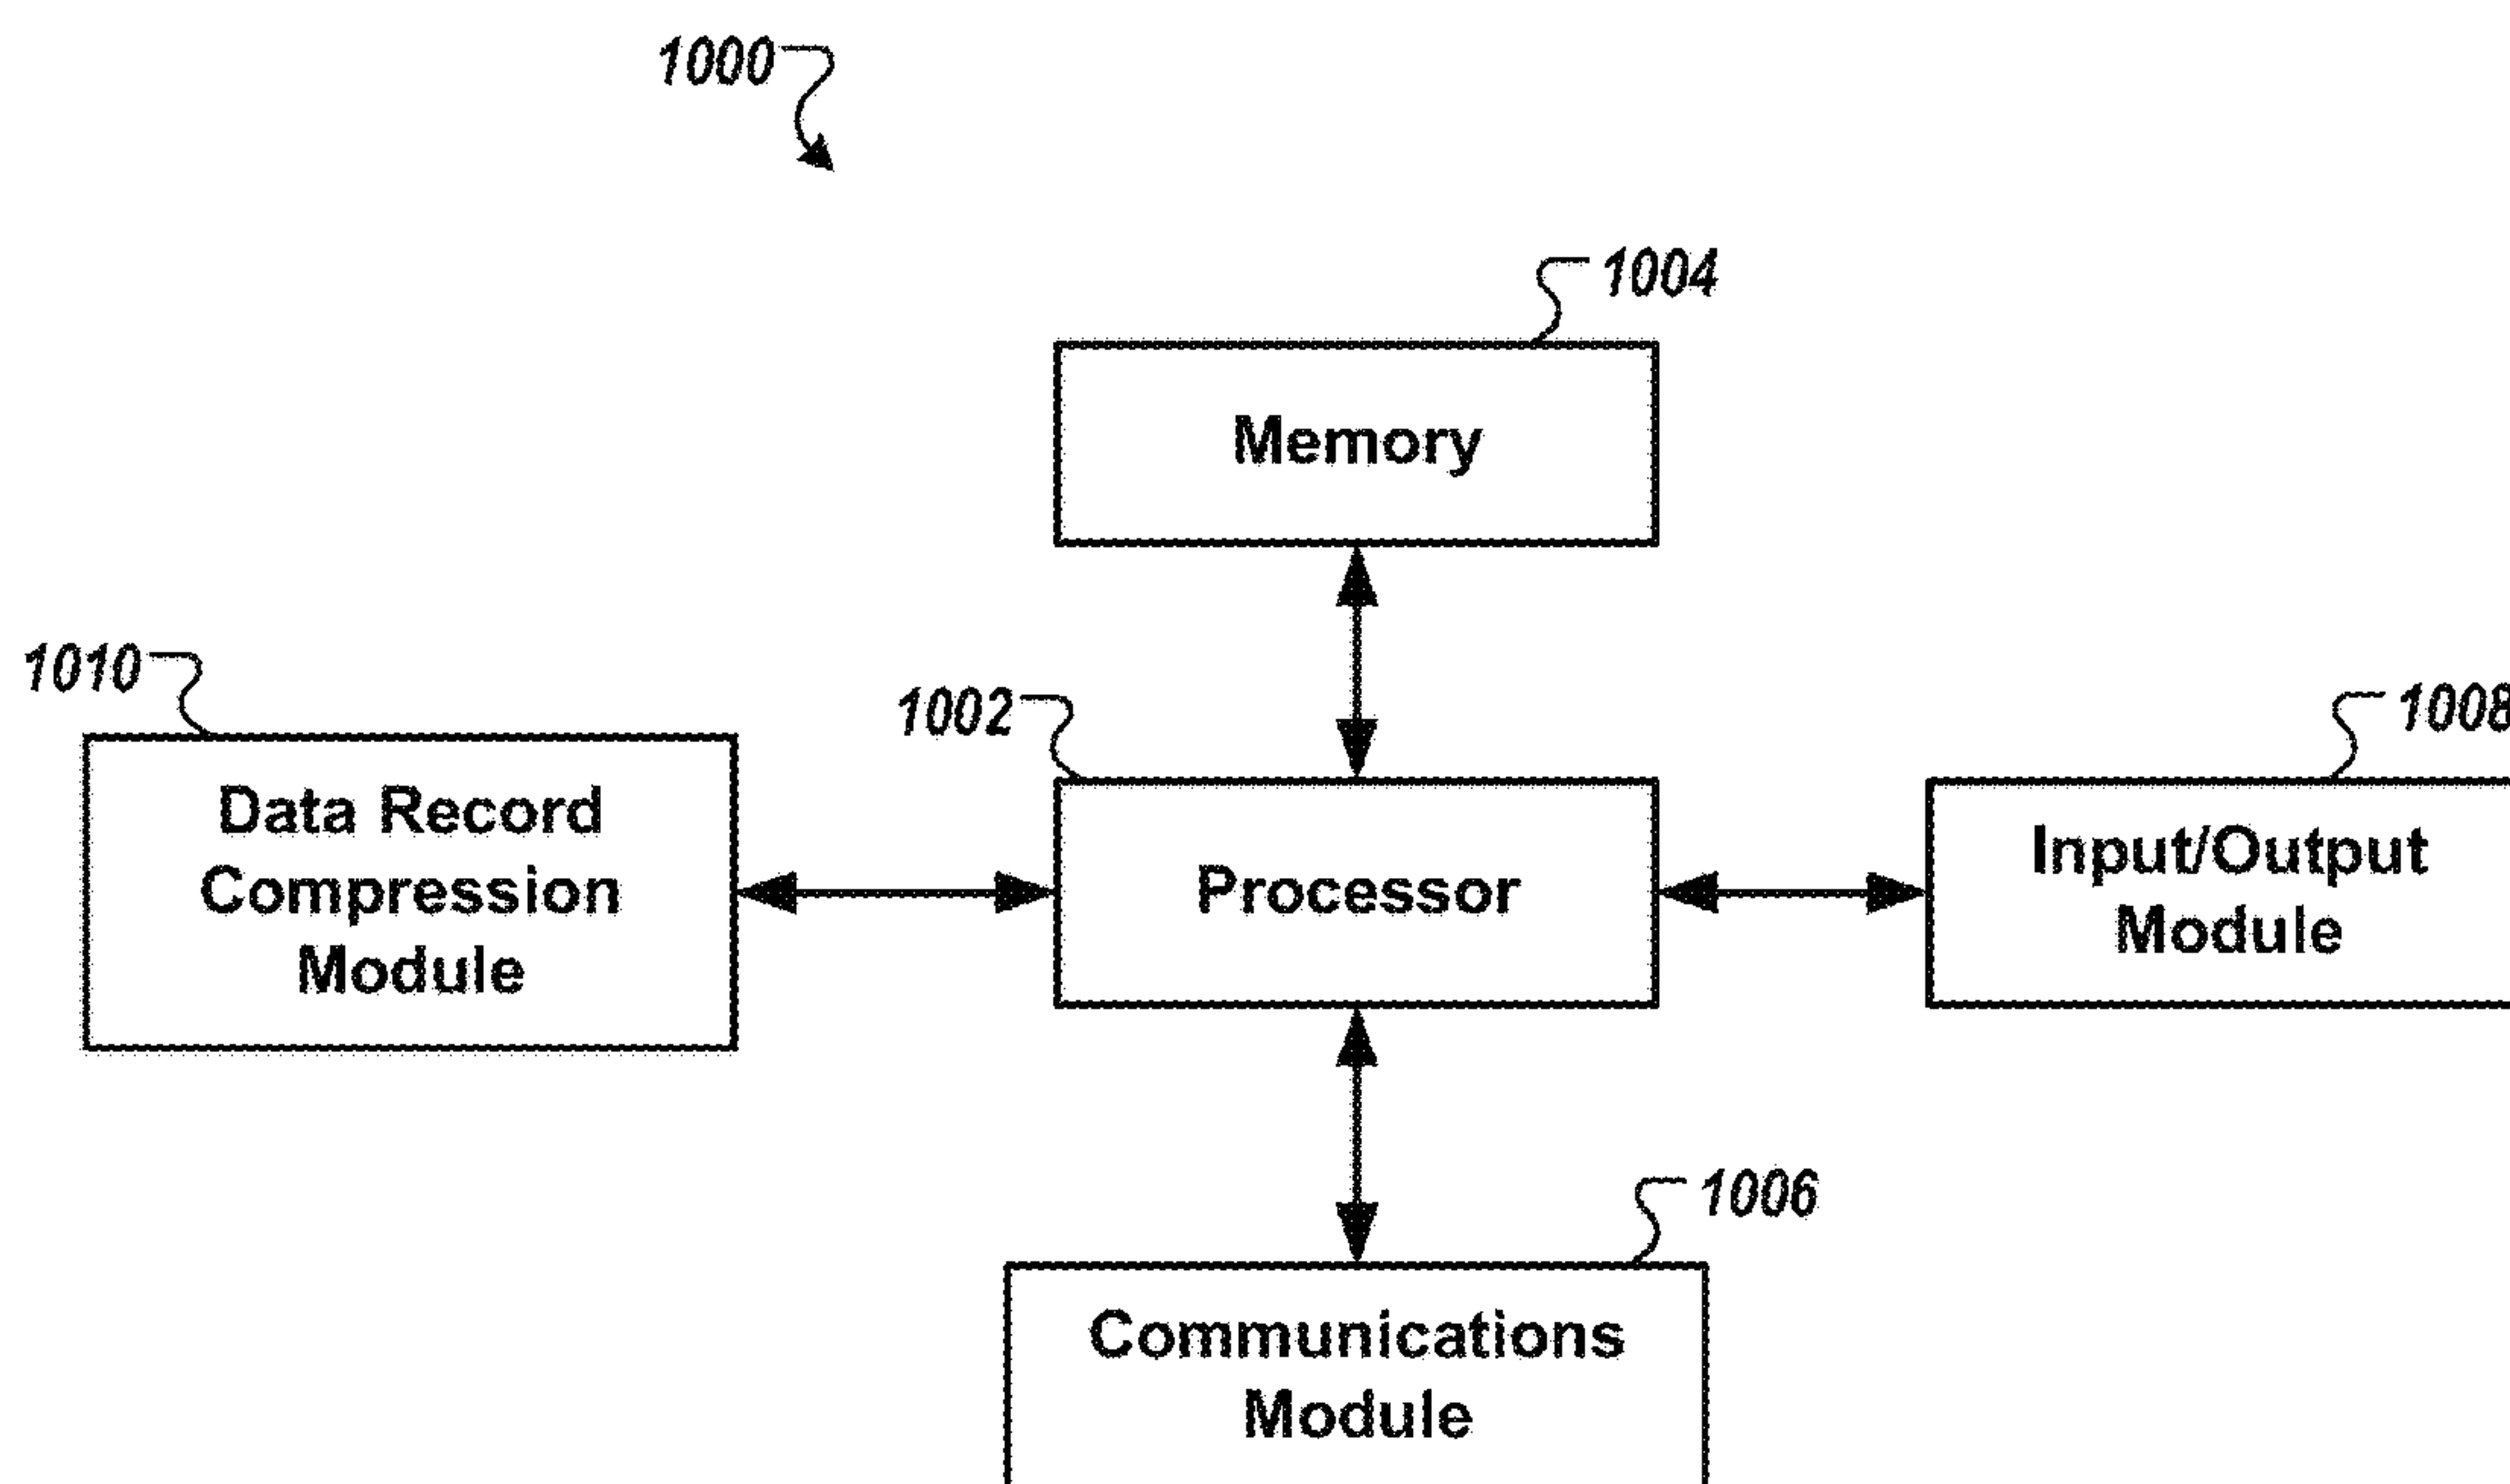 1000
1004
Memory
1010
1002
1008
Data Record
Compression
Module
Processor
Input/Output
Module
1006
Communications
Module